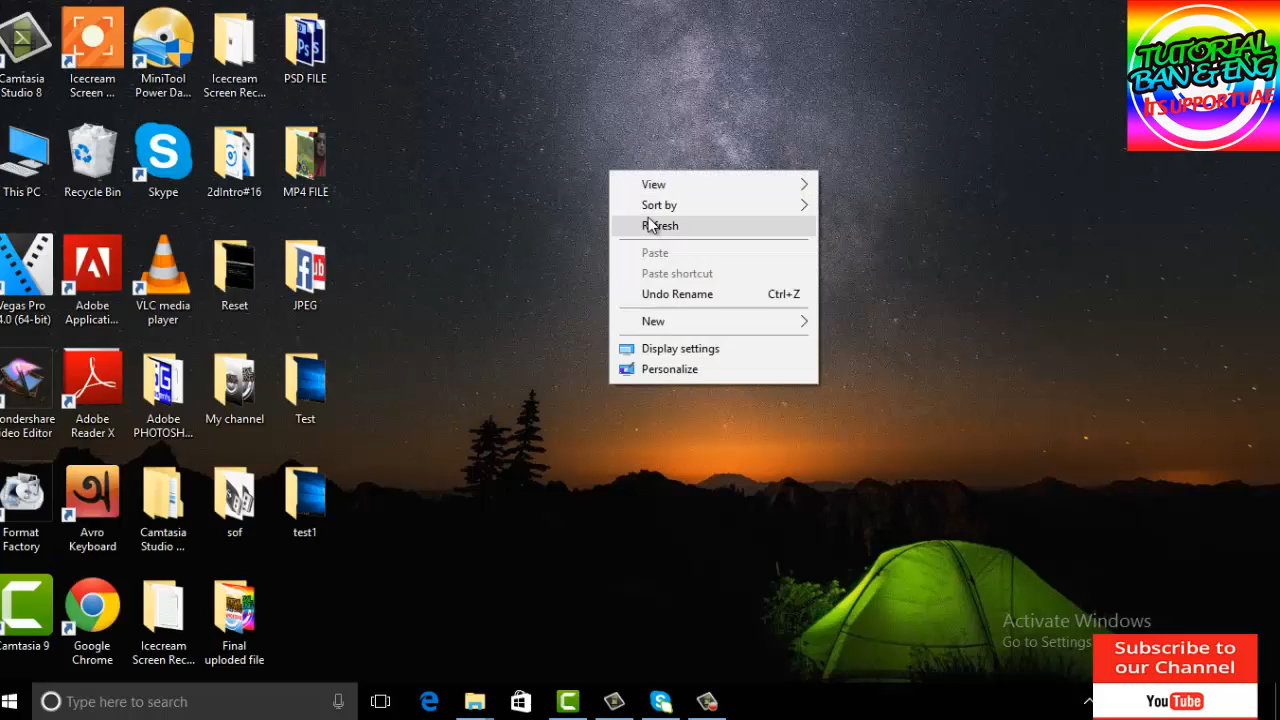 Camtasia
Studio 8
Icecream
Screen ...
MiniTool
Power Da...
Icecream
Screen Rec...
PSD FILE
This PC
Recycle Bin
Skype
2dIntro#16
MP4 FILE
Vegas Pro
4.0 (64-bit)
Adobe
Applicati...
VLC media
player
Reset
JPEG
ondershare
ideo Editor
Adobe
Reader X
Adobe
PHOTOSH...
My channel
Test
Format
Factory
Avro
Keyboard
Camtasia
Studio ...
sof
test1
Camtasia 9
Google
Chrome
Icecream
Screen Rec...
Final
uploaded file
View
Sort by
Refresh
Paste
Paste shortcut
Undo Rename Ctrl+Z
New
Display settings
Personalize
TUTORIAL
BAN & ENG
ITSUPPORTUAE
Activate Windows
Go to Settings
Subscribe to
our Channel
YouTube
Type here to search